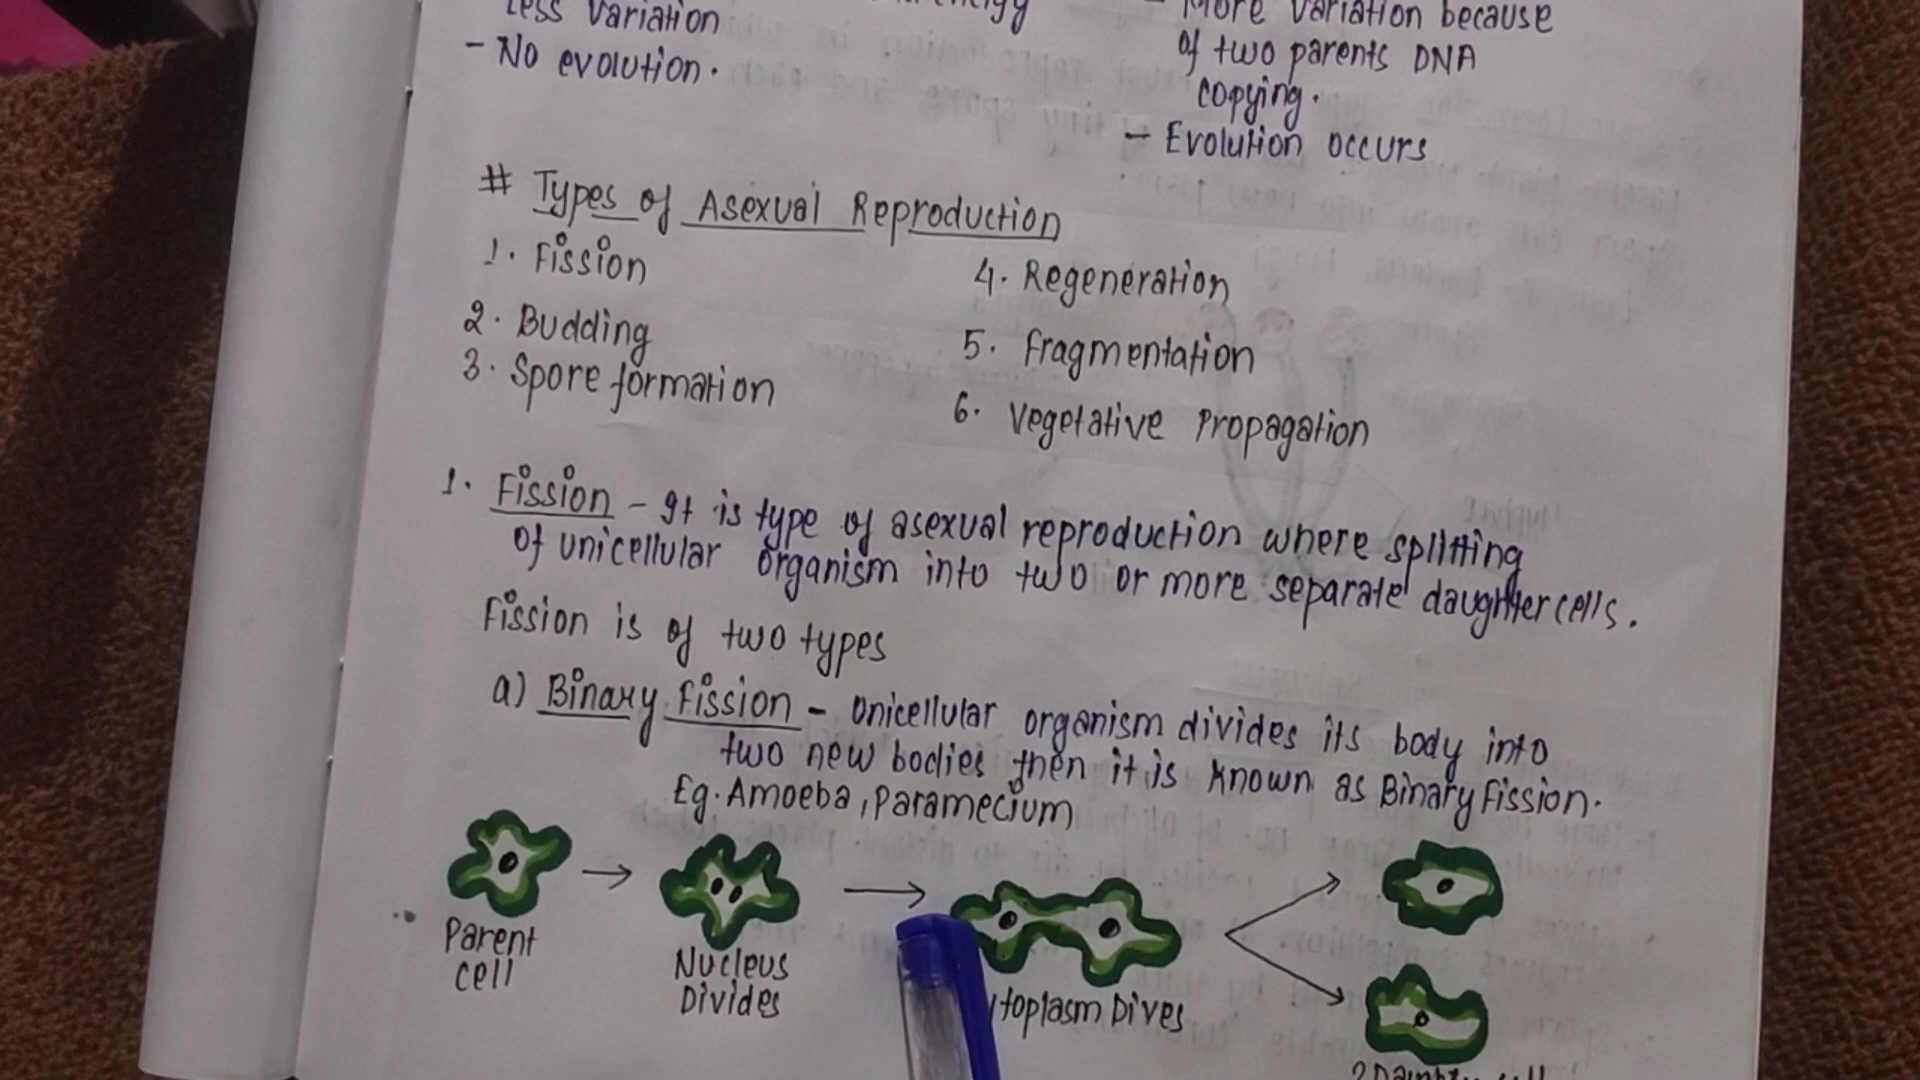 Less Variation
- No evolution.
- More Variation because
of two parents DNA
copying.
- Evolution occurs
# Types of Asexual Reproduction
1. Fission
2. Budding
3. Spore formation
4. Regeneration
5. fragmentation
6. Vegetative Propagation
1. Fission - It is type of asexual reproduction where splitting
of unicellular organism into two or more separate daughter cells.
Fission is of two types
a) Binary fission - Unicellular organism divides its body into
two new bodies then it is known as Binary fission.
Eg. Amoeba, Paramecium
Parent
cell
Nucleus
Divides
toplasm Dives